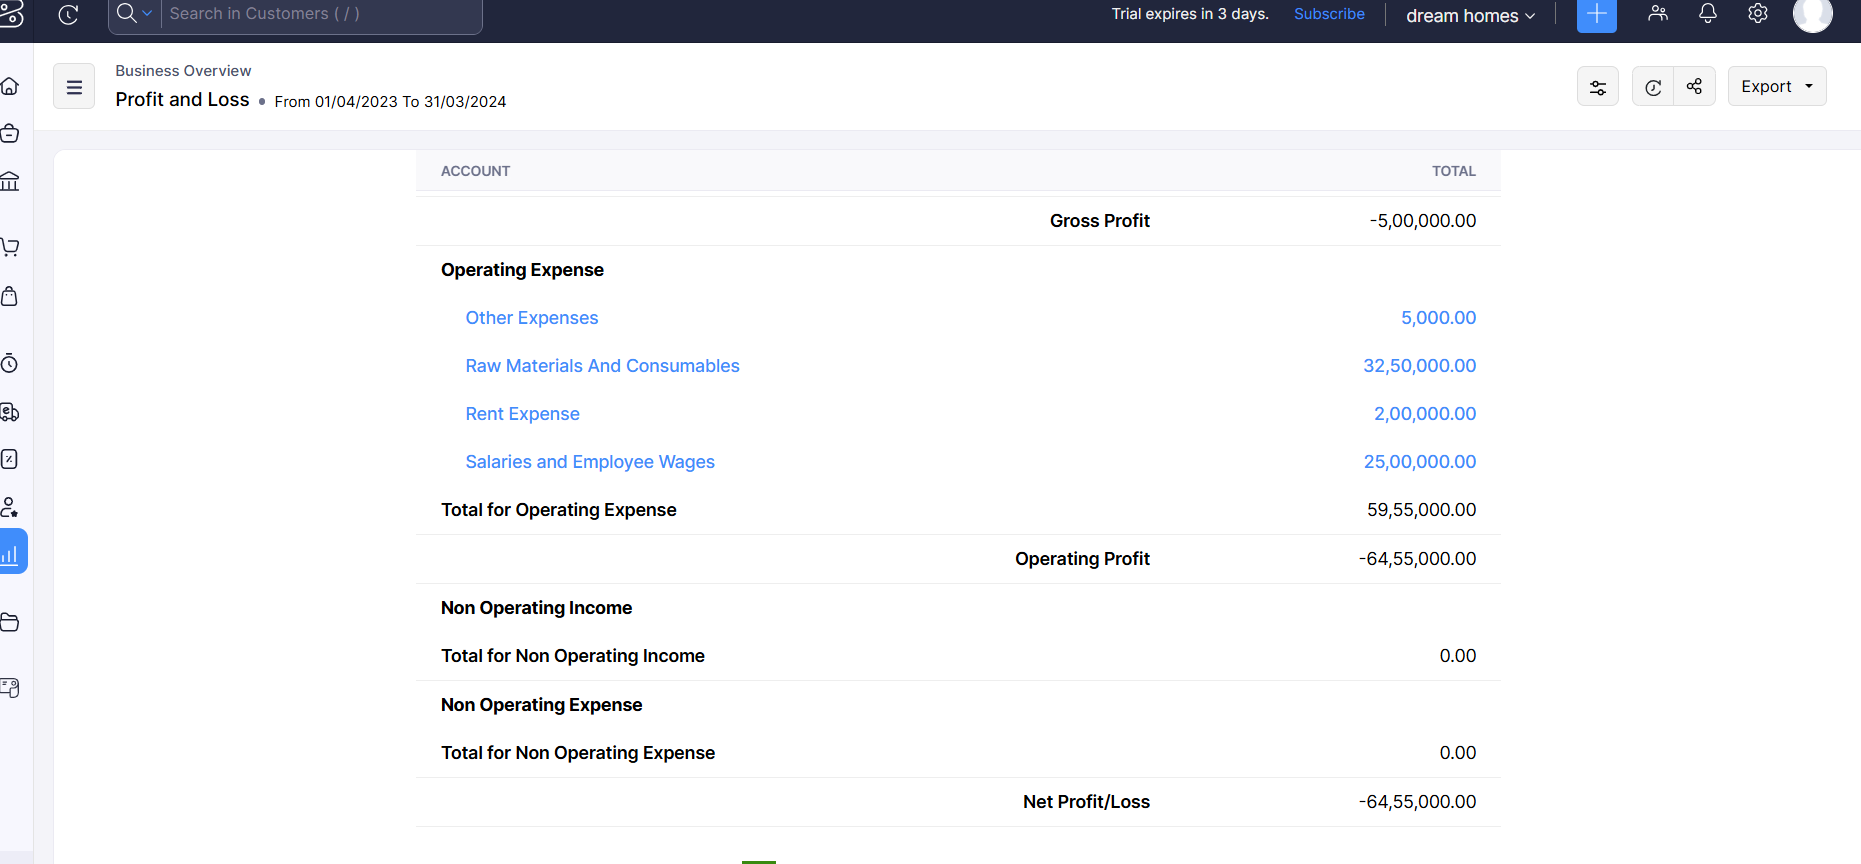 Search in Customers ( / )
Trial expires in 3 days. Subscribe dream homes
Business Overview
Profit and Loss • From 01/04/2023 To 31/03/2024
Export
ACCOUNT TOTAL
Gross Profit -5,00,000.00
Operating Expense
Other Expenses 5,000.00
Raw Materials And Consumables 32,50,000.00
Rent Expense 2,00,000.00
Salaries and Employee Wages 25,00,000.00
Total for Operating Expense 59,55,000.00
Operating Profit -64,55,000.00
Non Operating Income
Total for Non Operating Income 0.00
Non Operating Expense
Total for Non Operating Expense 0.00
Net Profit/Loss -64,55,000.00